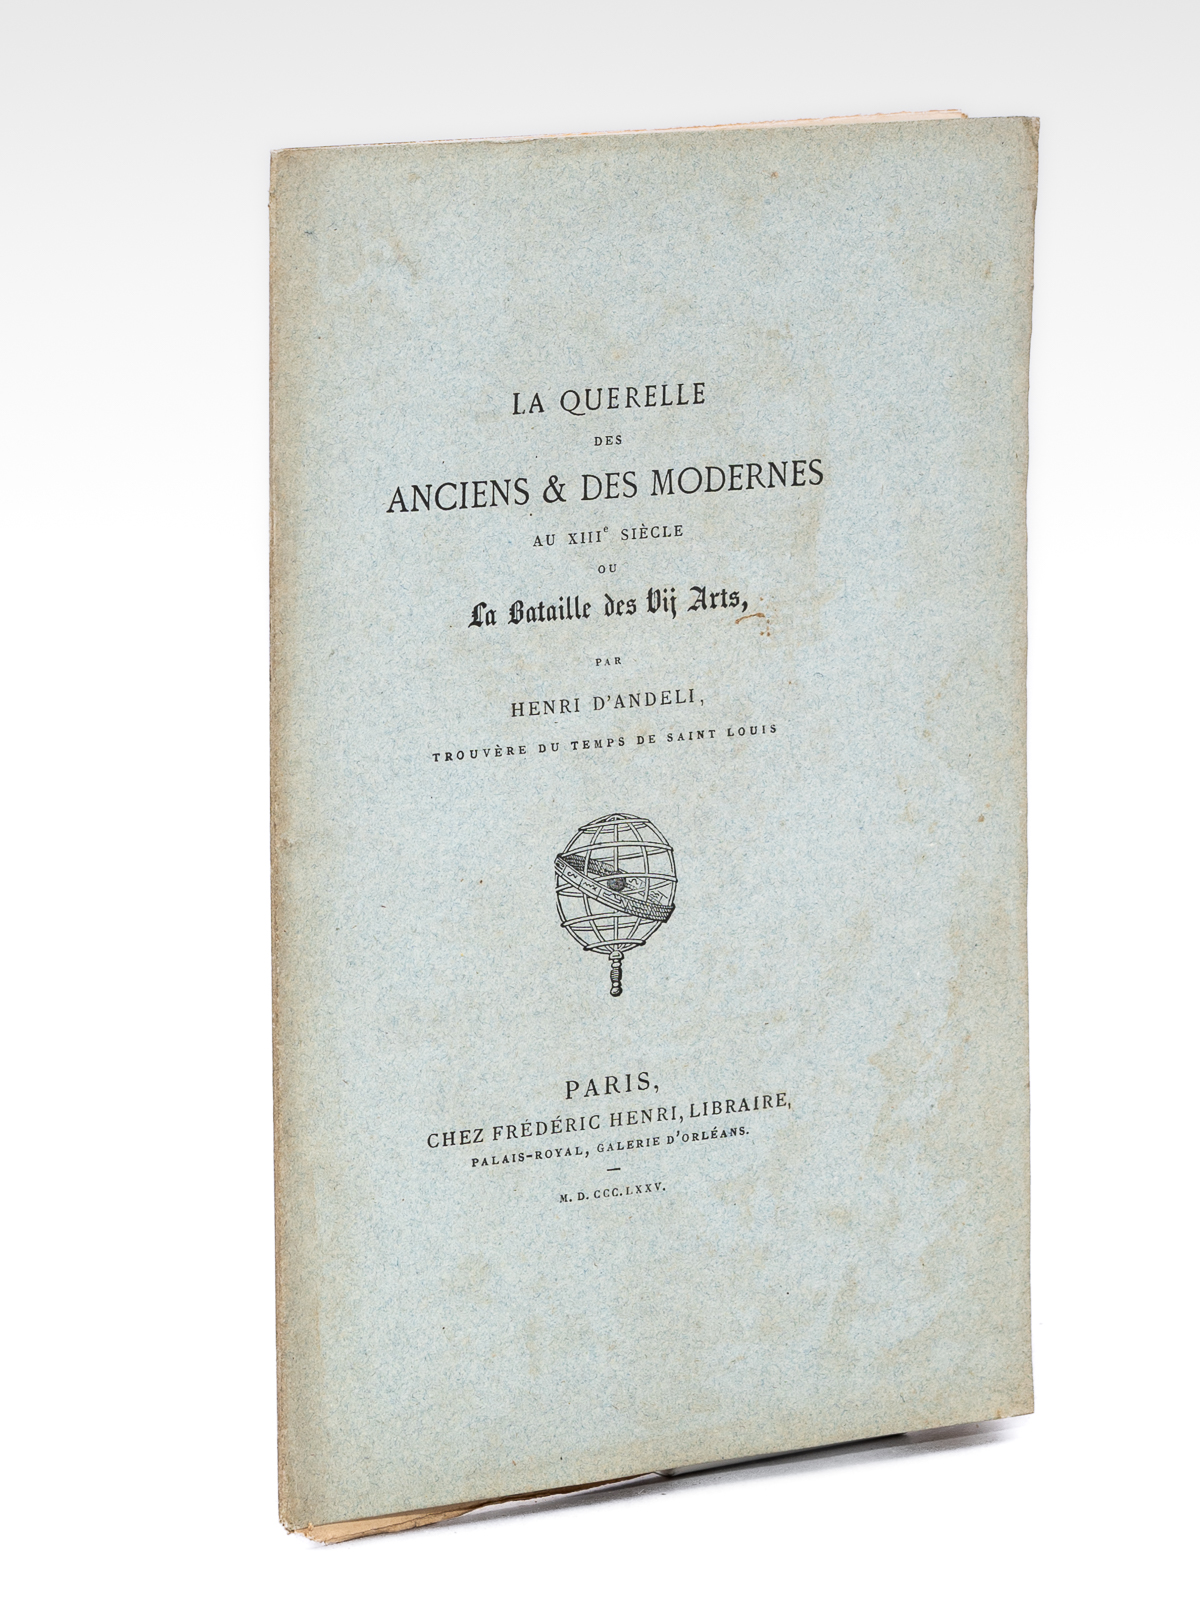 LA QUERELLE
DES
ANCIENS & DES MODERNES
AU XIIIe SIÈCLE
OU
La Bataille des Vij Arts,
PAR
HENRI D'ANDELI,
TROUVÈRE DU TEMPS DE SAINT LOUIS
PARIS,
CHEZ FRÉDÉRIC HENRI, LIBRAIRE,
PALAIS-ROYAL, GALERIE D'ORLÉANS.
M. D. CCC. LXXV.